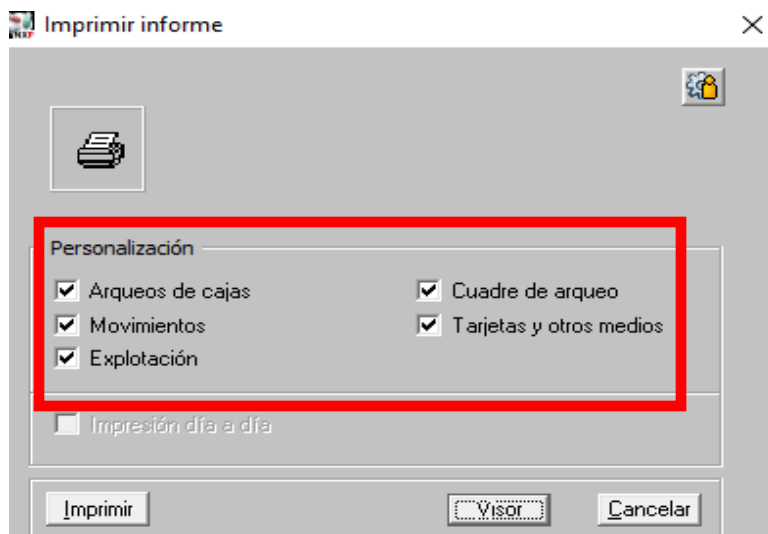 Imprimir informe
Personalización
Arqueos de cajas
Cuadre de arqueo
Movimientos
Tarjetas y otros medios
Explotación
Impresión día a día
Imprimir
Visor
Cancelar